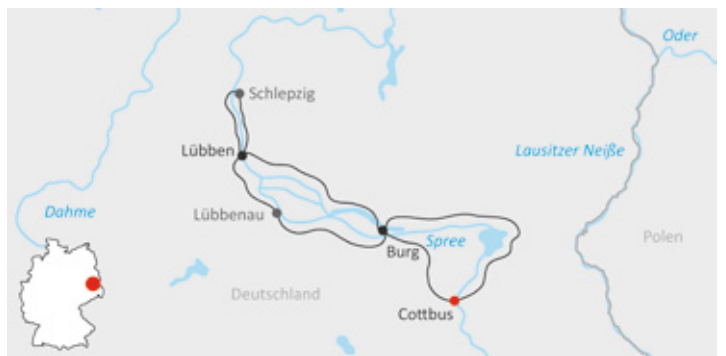 Oder
Schlepzig
Lübben
Lausitzer Neiße
Dahme
Lübbenau
Spree
Polen
Burg
Deutschland
Cottbus